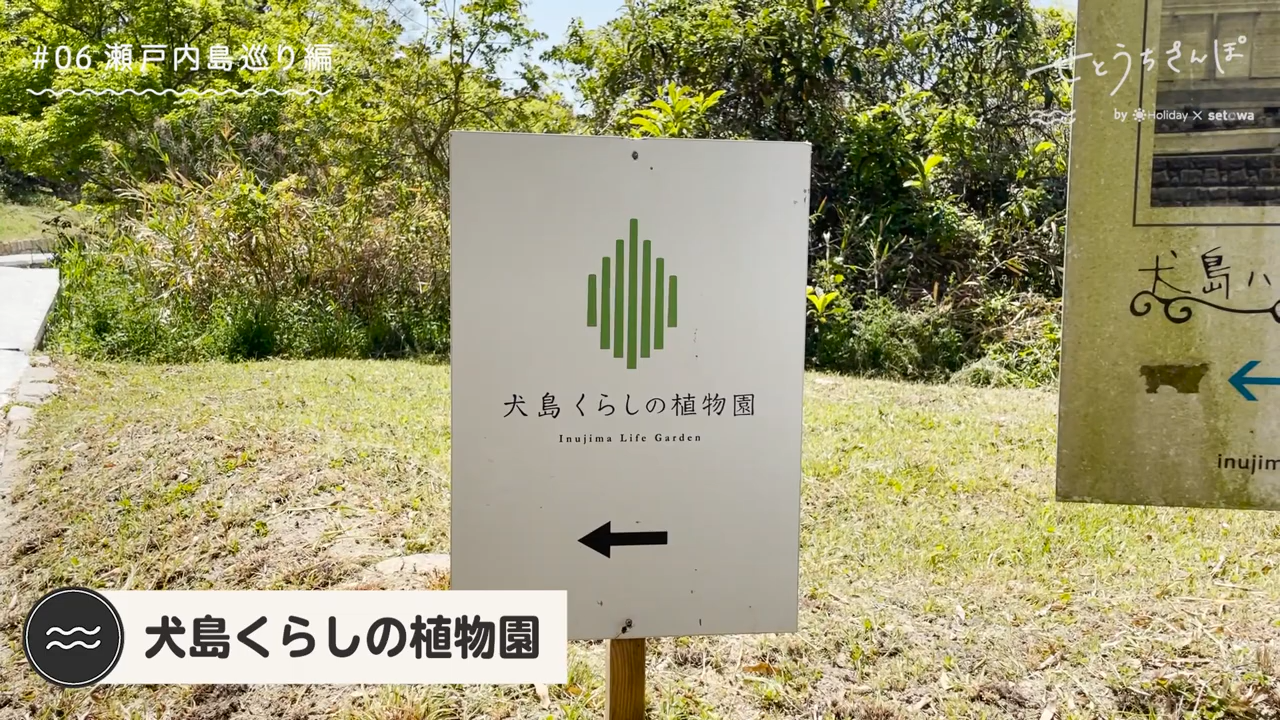 #06 瀬戸内島巡り編
せとうちさんぽ
by Holiday × setowa
犬島くらしの植物園
Inujima Life Garden
犬島ハ
inujim
犬島くらしの植物園